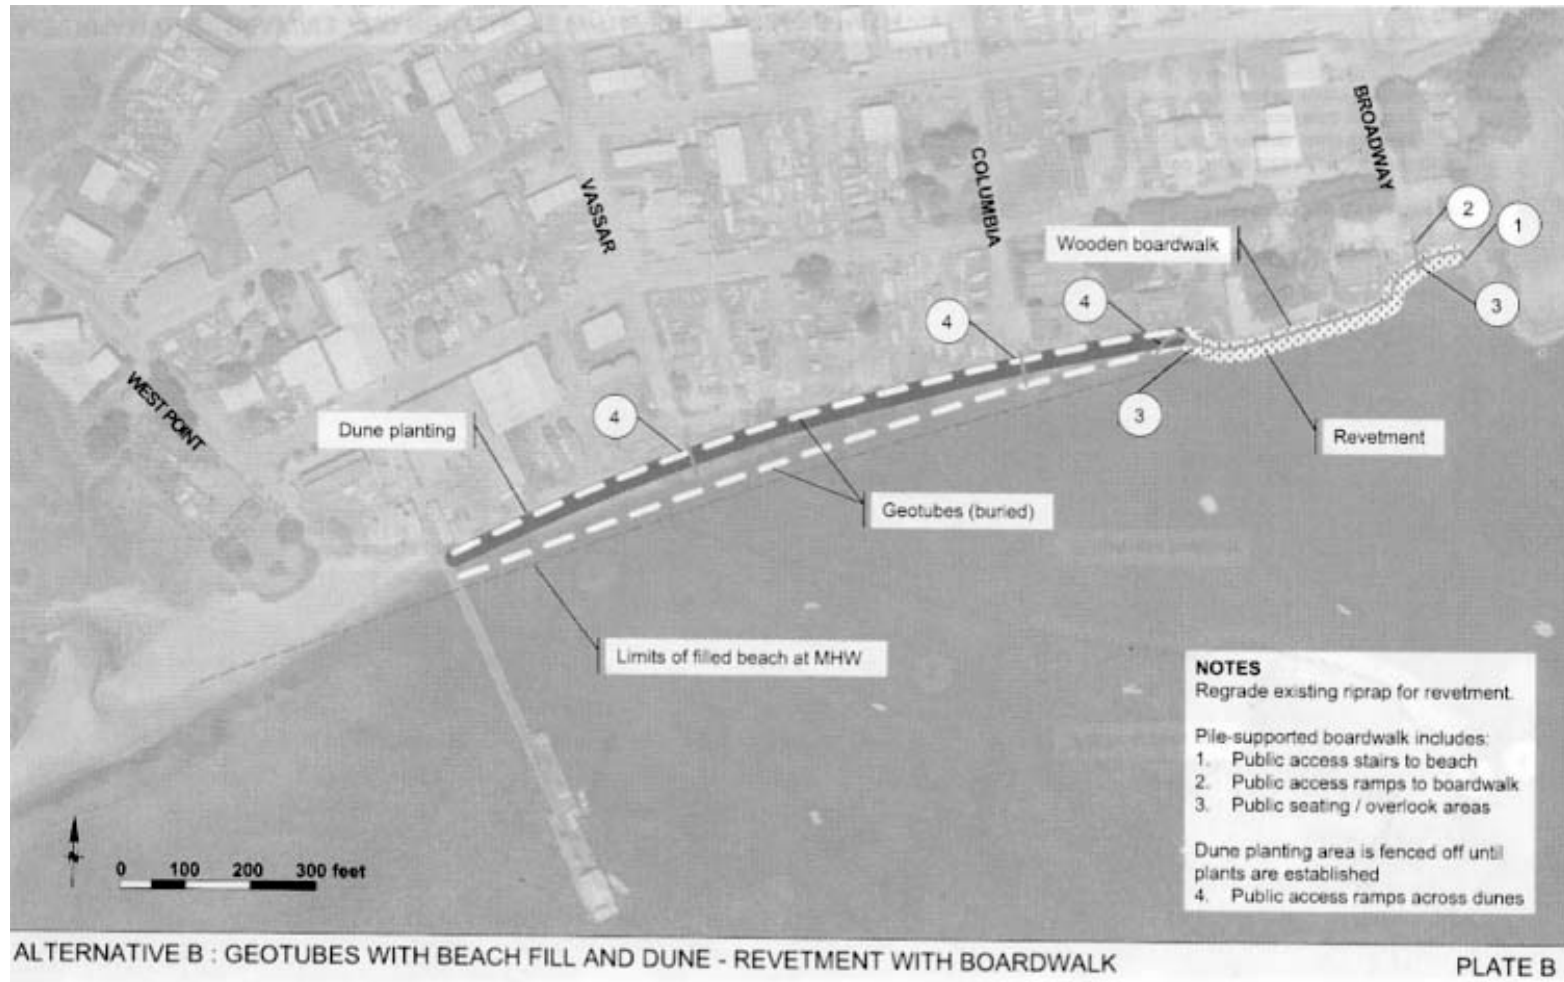 BROADWAY
COLUMBIA
VASSAR
2
1
Wooden boardwalk
4
4
3
WEST POINT
4
3
Dune planting
Revetment
Geotubes (buried)
Limits of filled beach at MHW
NOTES
Regrade existing riprap for revetment.
Pile-supported boardwalk includes:
1. Public access stairs to beach
2. Public access ramps to boardwalk
3. Public seating / overlook areas
Dune planting area is fenced off until
plants are established
4. Public access ramps across dunes
N
0 100 200 300 feet
ALTERNATIVE B : GEOTUBES WITH BEACH FILL AND DUNE - REVETMENT WITH BOARDWALK
PLATE B